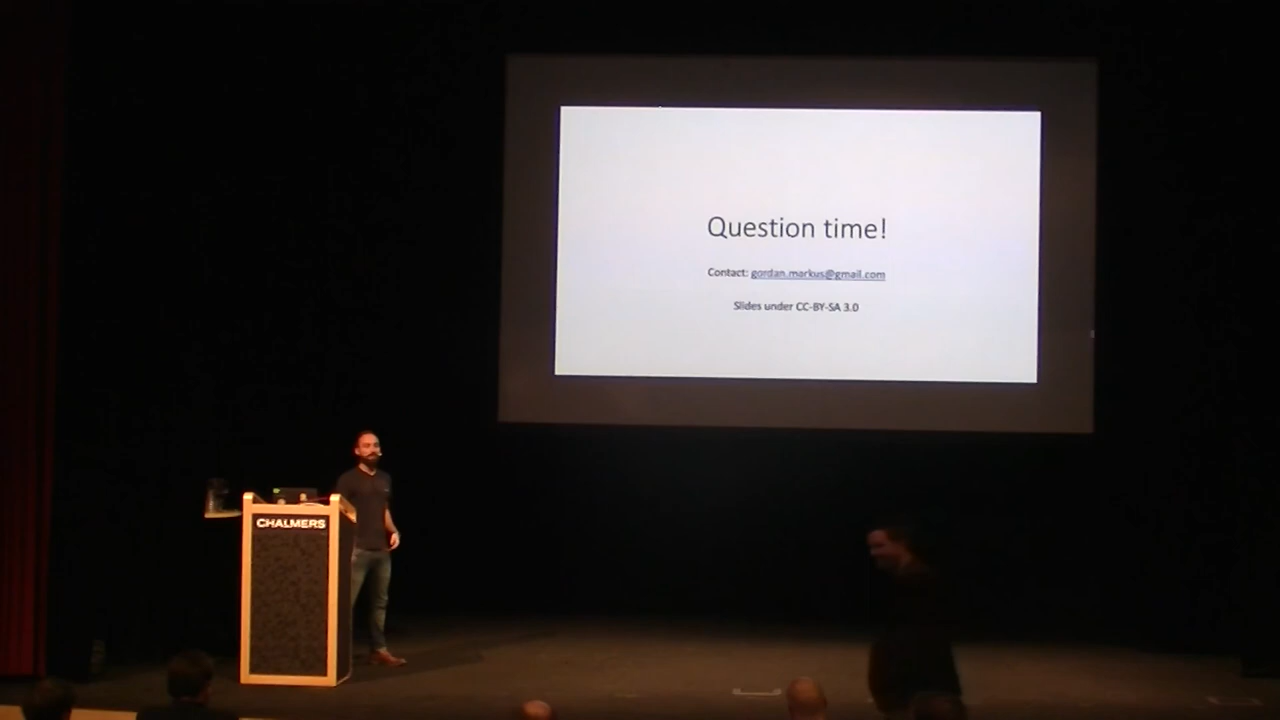 Question time!
Contact: gordan.markus@gmail.com
Slides under CC-BY-SA 3.0
CHALMERS